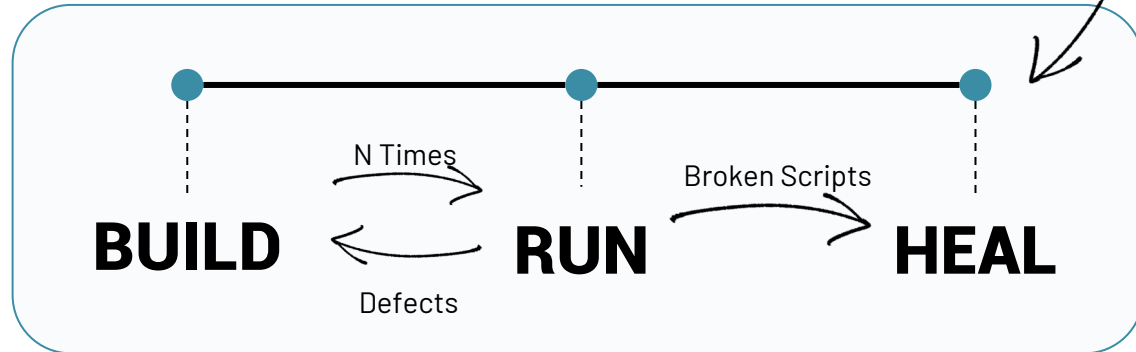 N Times
Broken Scripts
BUILD
RUN
HEAL
Defects